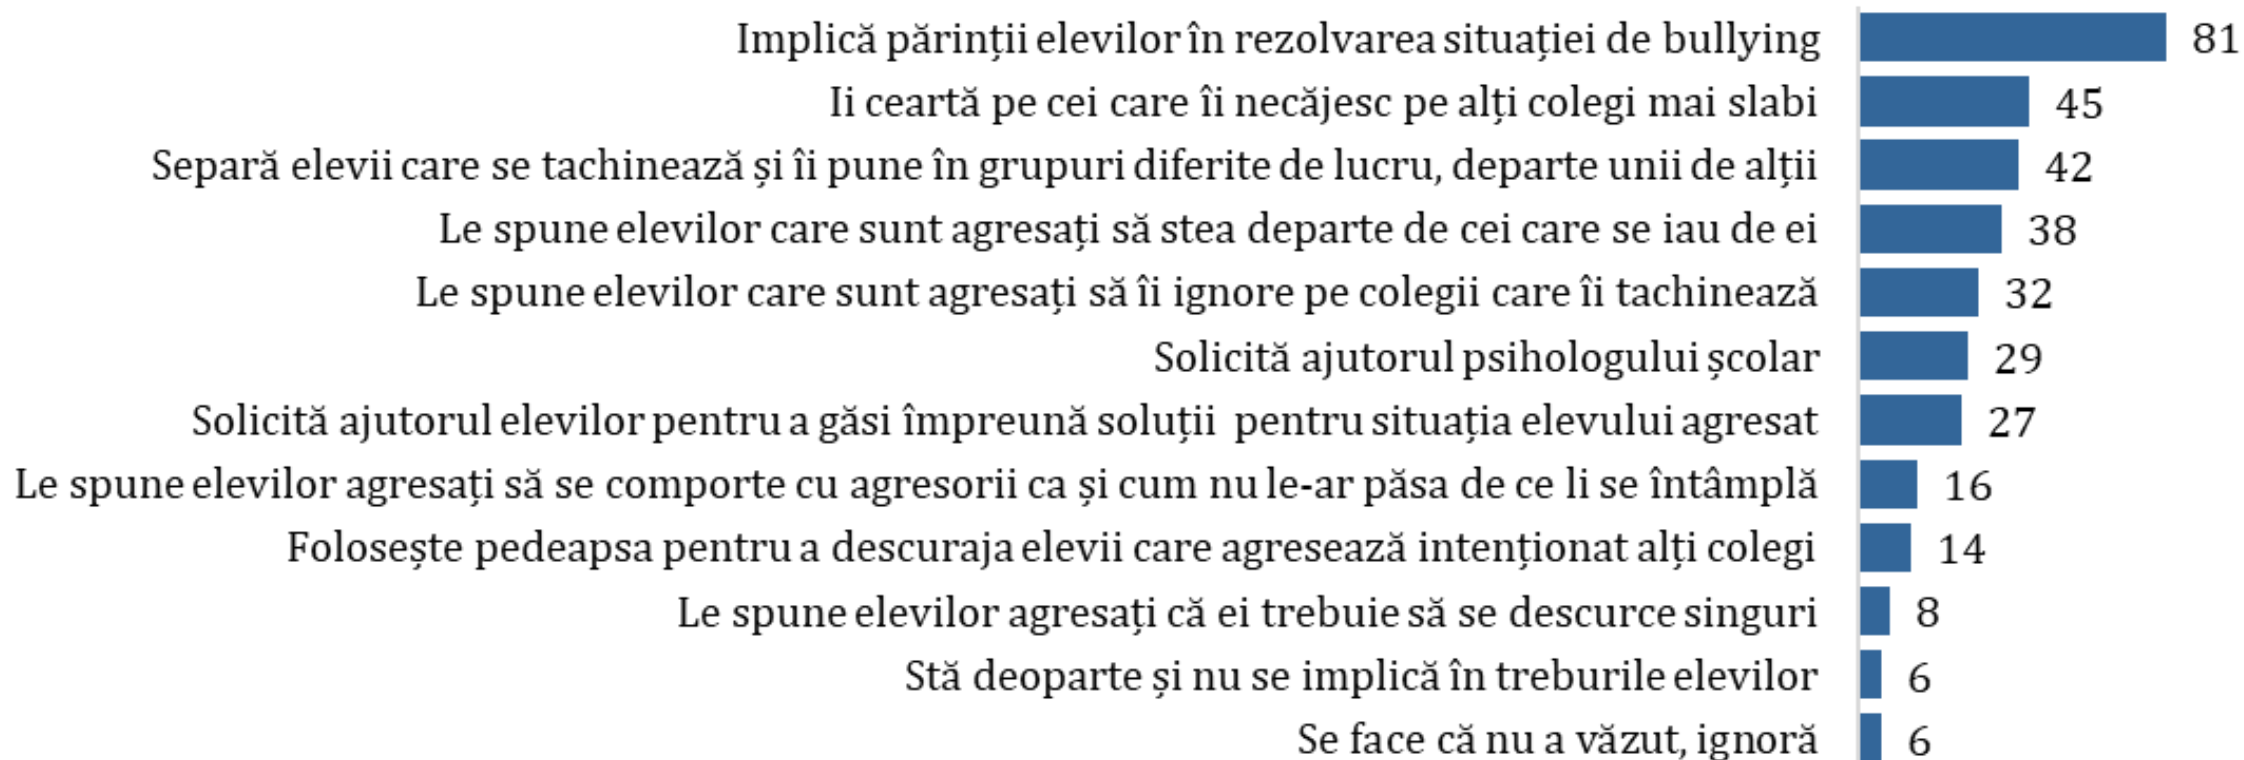 Implică părinții elevilor în rezolvarea situației de bullying 81
Ii ceartă pe cei care îi necăjesc pe alți colegi mai slabi 45
Separă elevii care se tachinează și îi pune în grupuri diferite de lucru, departe unii de alții 42
Le spune elevilor care sunt agresați să stea departe de cei care se iau de ei 38
Le spune elevilor care sunt agresați să îi ignore pe colegii care îi tachinează 32
Solicită ajutorul psihologului școlar 29
Solicită ajutorul elevilor pentru a găsi împreună soluții pentru situația elevului agresat 27
Le spune elevilor agresați să se comporte cu agresorii ca și cum nu le-ar păsa de ce li se întâmplă 16
Folosește pedeapsa pentru a descuraja elevii care agresează intenționat alți colegi 14
Le spune elevilor agresați că ei trebuie să se descurce singuri 8
Stă deoparte și nu se implică în treburile elevilor 6
Se face că nu a văzut, ignoră 6